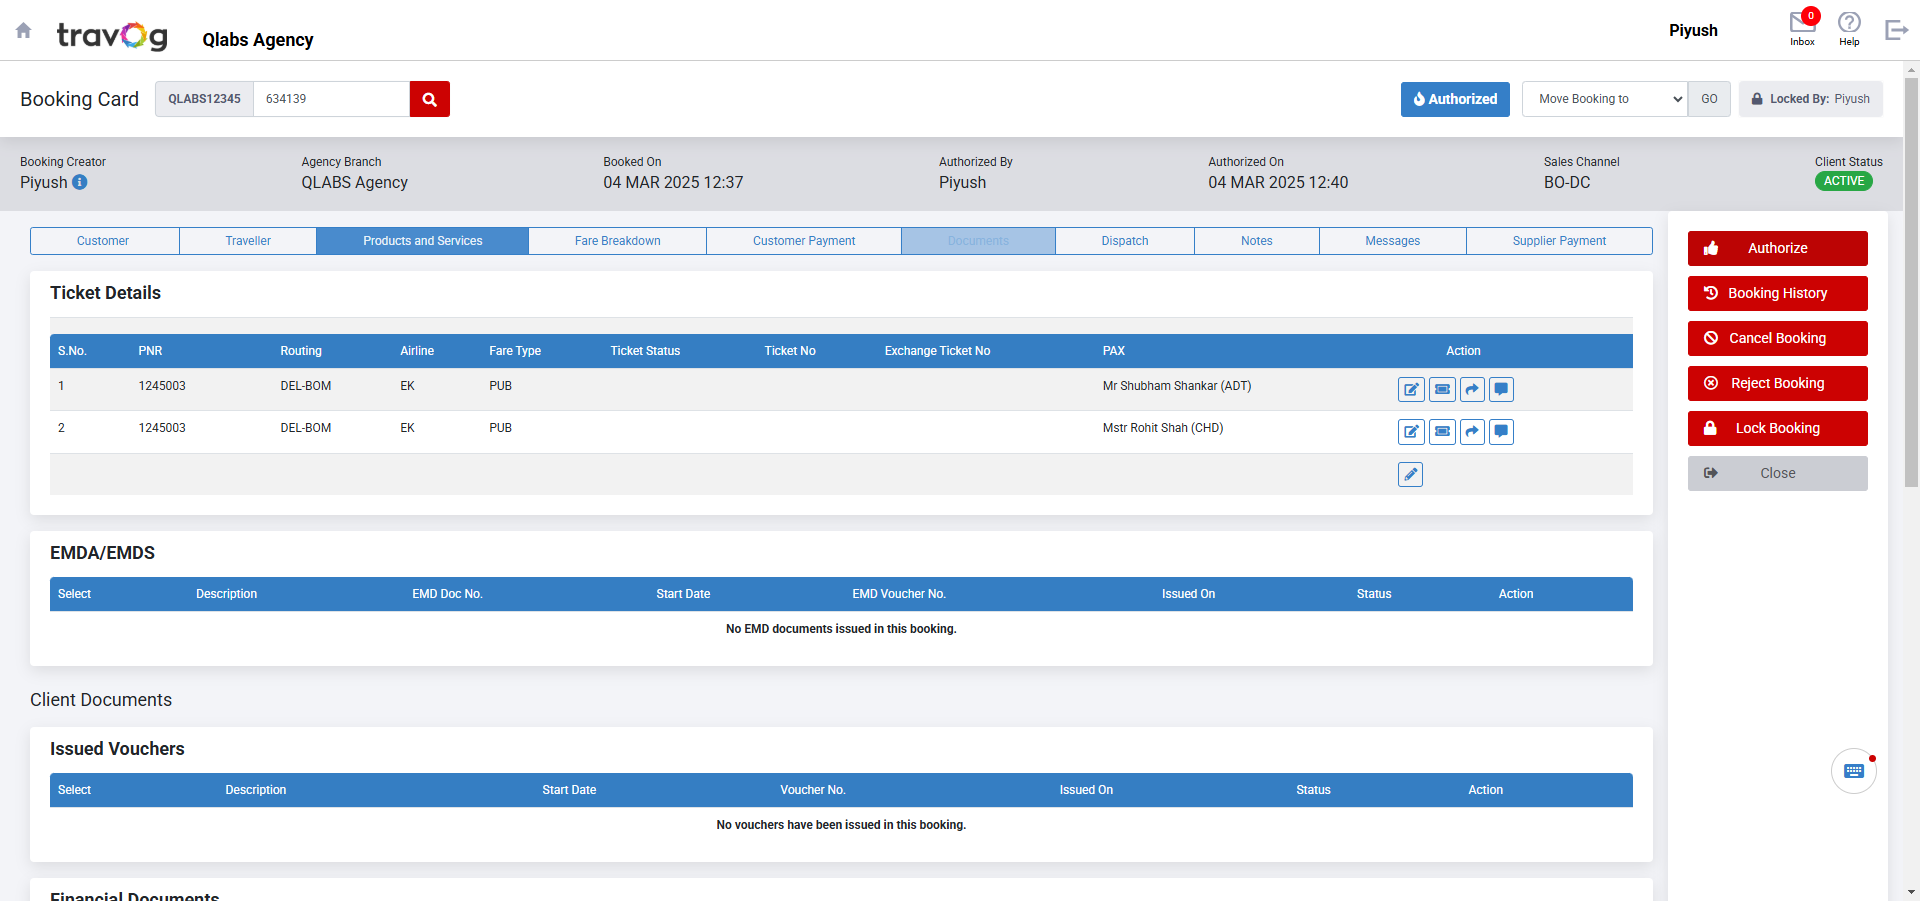 travog
Qlabs Agency
Piyush
0
Inbox
Help
Booking Card
QLABS12345
634139
Authorized
Move Booking to
GO
Locked By: Piyush
Booking Creator
Piyush
Agency Branch
QLABS Agency
Booked On
04 MAR 2025 12:37
Authorized By
Piyush
Authorized On
04 MAR 2025 12:40
Sales Channel
BO-DC
Client Status
ACTIVE
Customer
Traveller
Products and Services
Fare Breakdown
Customer Payment
Documents
Dispatch
Notes
Messages
Supplier Payment
Authorize
Booking History
Cancel Booking
Reject Booking
Lock Booking
Close
Ticket Details
S.No. PNR Routing Airline Fare Type Ticket Status Ticket No Exchange Ticket No PAX Action
1 1245003 DEL-BOM EK PUB Mr Shubham Shankar (ADT)
2 1245003 DEL-BOM EK PUB Mstr Rohit Shah (CHD)
EMDA/EMDS
Select Description EMD Doc No. Start Date EMD Voucher No. Issued On Status Action
No EMD documents issued in this booking.
Client Documents
Issued Vouchers
Select Description Start Date Voucher No. Issued On Status Action
No vouchers have been issued in this booking.
Financial Documents